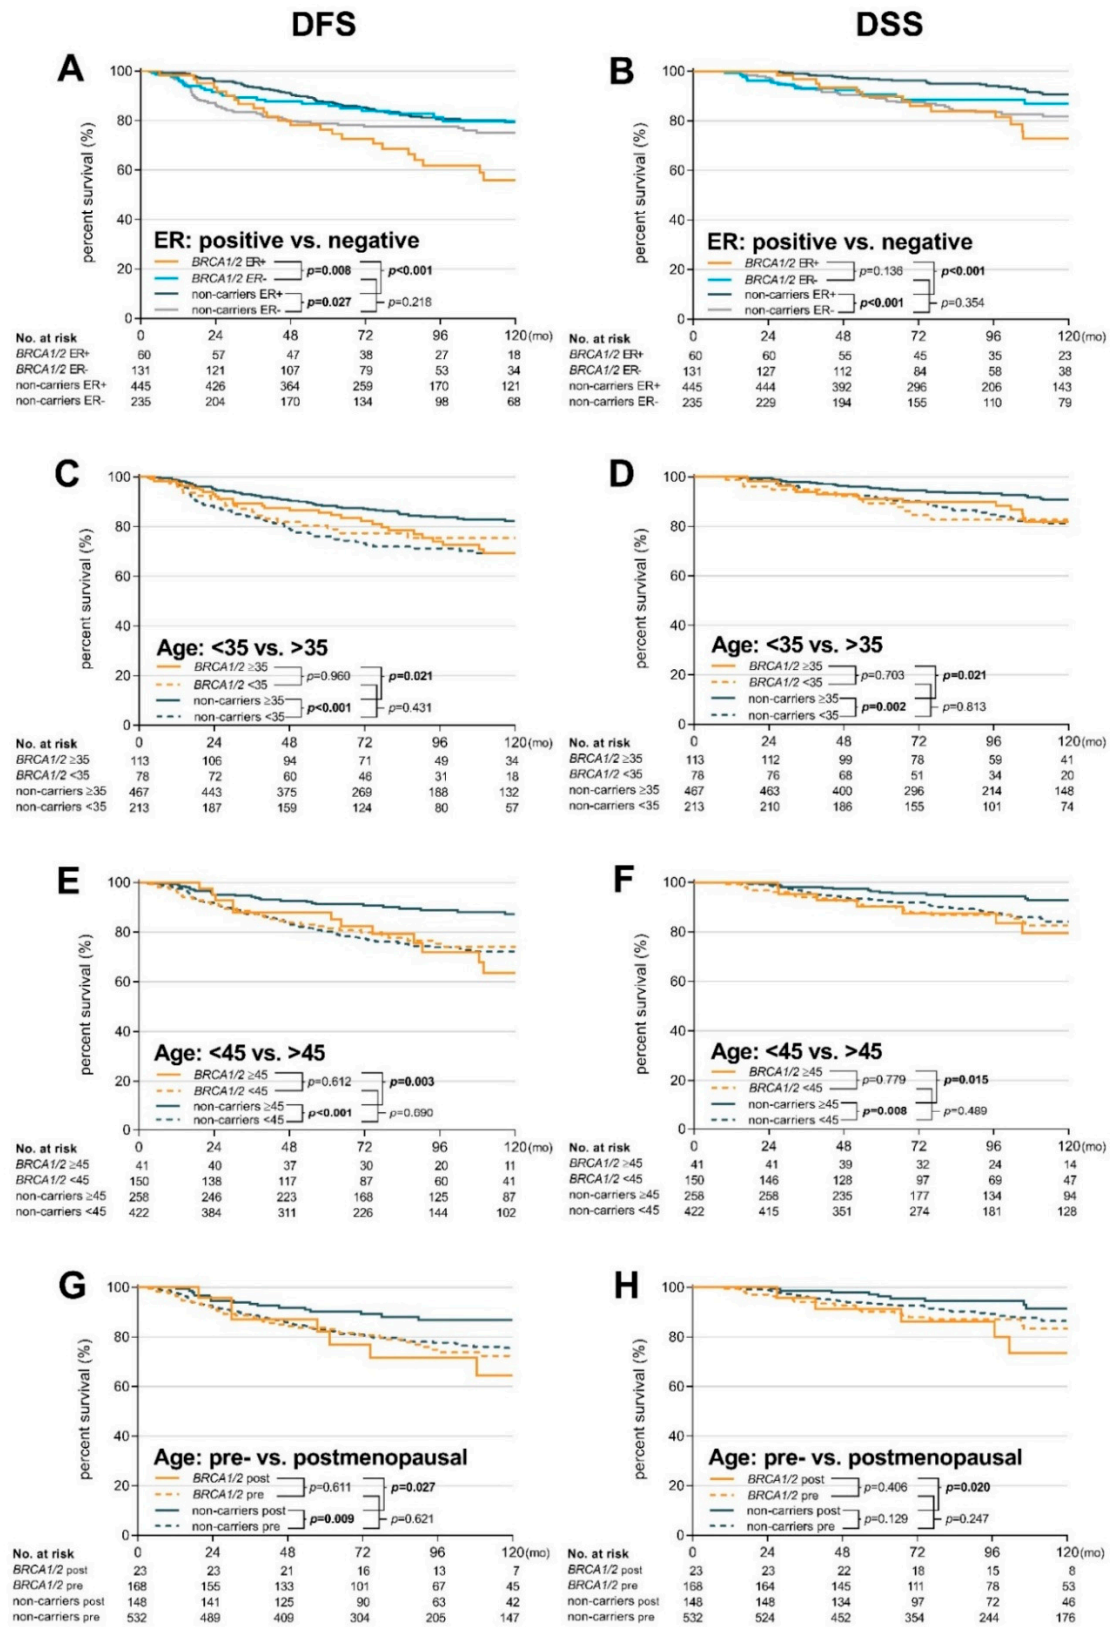 DFS
DSS
A
percent survival (%)
100
80
60
40
20
0
ER: positive vs. negative
BRCA1/2 ER+
BRCA1/2 ER-
non-carriers ER+
non-carriers ER-
p=0.008
p<0.001
p=0.027
p=0.218
0 24 48 72 96 120 (mo)
No. at risk
BRCA1/2 ER+ 60 57 47 38 27 18
BRCA1/2 ER- 131 121 107 79 53 34
non-carriers ER+ 445 426 364 259 170 121
non-carriers ER- 235 204 170 134 98 68
B
percent survival (%)
100
80
60
40
20
0
ER: positive vs. negative
BRCA1/2 ER+
BRCA1/2 ER-
non-carriers ER+
non-carriers ER-
p=0.136
p<0.001
p<0.001
p=0.354
0 24 48 72 96 120 (mo)
No. at risk
BRCA1/2 ER+ 60 60 55 45 35 23
BRCA1/2 ER- 131 127 112 84 58 38
non-carriers ER+ 445 444 392 296 206 143
non-carriers ER- 235 229 194 155 110 79
C
percent survival (%)
100
80
60
40
20
0
Age: <35 vs. >35
BRCA1/2 ≥35
BRCA1/2 <35
non-carriers ≥35
non-carriers <35
p=0.960
p=0.021
p<0.001
p=0.431
0 24 48 72 96 120 (mo)
No. at risk
BRCA1/2 ≥35 113 106 94 71 49 34
BRCA1/2 <35 78 72 60 46 31 18
non-carriers ≥35 467 443 375 269 188 132
non-carriers <35 213 187 159 124 80 57
D
percent survival (%)
100
80
60
40
20
0
Age: <35 vs. >35
BRCA1/2 ≥35
BRCA1/2 <35
non-carriers ≥35
non-carriers <35
p=0.703
p=0.021
p=0.002
p=0.813
0 24 48 72 96 120 (mo)
No. at risk
BRCA1/2 ≥35 113 112 99 78 59 41
BRCA1/2 <35 78 76 68 51 34 20
non-carriers ≥35 467 463 400 296 214 148
non-carriers <35 213 210 186 155 101 74
E
percent survival (%)
100
80
60
40
20
0
Age: <45 vs. >45
BRCA1/2 ≥45
BRCA1/2 <45
non-carriers ≥45
non-carriers <45
p=0.612
p=0.003
p<0.001
p=0.690
0 24 48 72 96 120 (mo)
No. at risk
BRCA1/2 ≥45 41 40 37 30 20 11
BRCA1/2 <45 150 138 117 87 60 41
non-carriers ≥45 258 246 223 168 125 87
non-carriers <45 422 384 311 226 144 102
F
percent survival (%)
100
80
60
40
20
0
Age: <45 vs. >45
BRCA1/2 ≥45
BRCA1/2 <45
non-carriers ≥45
non-carriers <45
p=0.779
p=0.015
p=0.008
p=0.489
0 24 48 72 96 120 (mo)
No. at risk
BRCA1/2 ≥45 41 41 39 32 24 14
BRCA1/2 <45 150 146 128 97 69 47
non-carriers ≥45 258 258 235 177 134 94
non-carriers <45 422 415 351 274 181 128
G
percent survival (%)
100
80
60
40
20
0
Age: pre- vs. postmenopausal
BRCA1/2 post
BRCA1/2 pre
non-carriers post
non-carriers pre
p=0.611
p=0.027
p=0.009
p=0.621
0 24 48 72 96 120 (mo)
No. at risk
BRCA1/2 post 23 23 21 16 13 7
BRCA1/2 pre 168 155 133 101 67 45
non-carriers post 148 141 125 90 63 42
non-carriers pre 532 489 409 304 205 147
H
percent survival (%)
100
80
60
40
20
0
Age: pre- vs. postmenopausal
BRCA1/2 post
BRCA1/2 pre
non-carriers post
non-carriers pre
p=0.406
p=0.020
p=0.129
p=0.247
0 24 48 72 96 120 (mo)
No. at risk
BRCA1/2 post 23 23 22 18 15 8
BRCA1/2 pre 168 164 145 111 78 53
non-carriers post 148 148 134 97 72 46
non-carriers pre 532 524 452 354 244 176